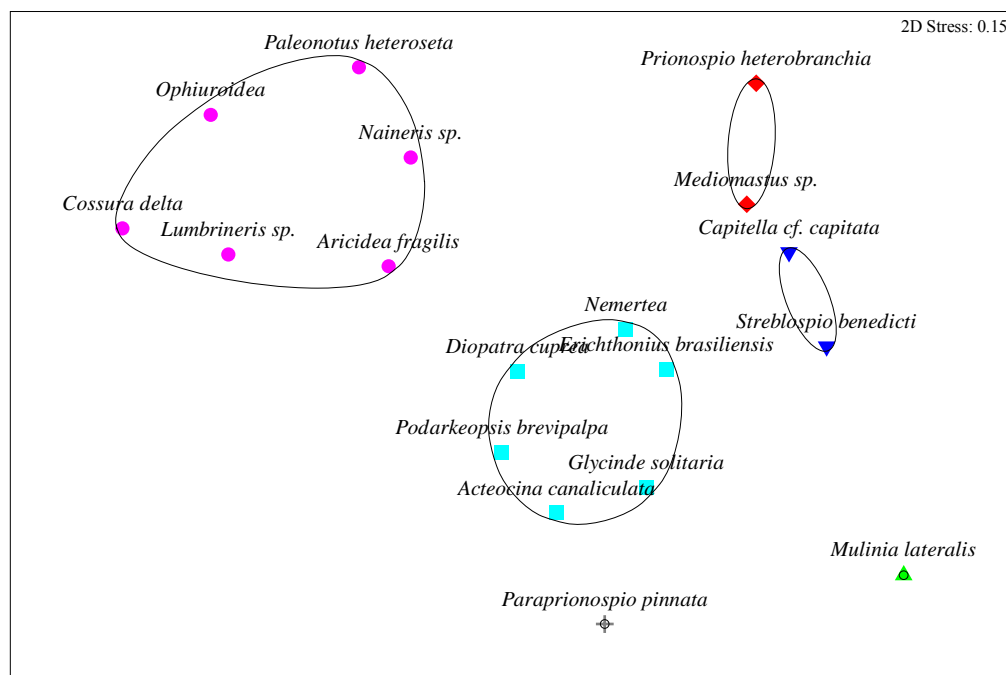 2D Stress: 0.15
Paleonotus heteroseta
Prionospio heterobranchia
Ophiuroidea
Naineris sp.
Mediomastus sp.
Cossura delta
Lumbrineris sp.
Aricidea fragilis
Capitella cf. capitata
Nemertea
Streblospio benedicti
Diopatra cuprea
Erichthonius brasiliensis
Podarkeopsis brevipalpa
Glycinde solitaria
Acteocina canaliculata
Mulinia lateralis
Paraprionospio pinnata